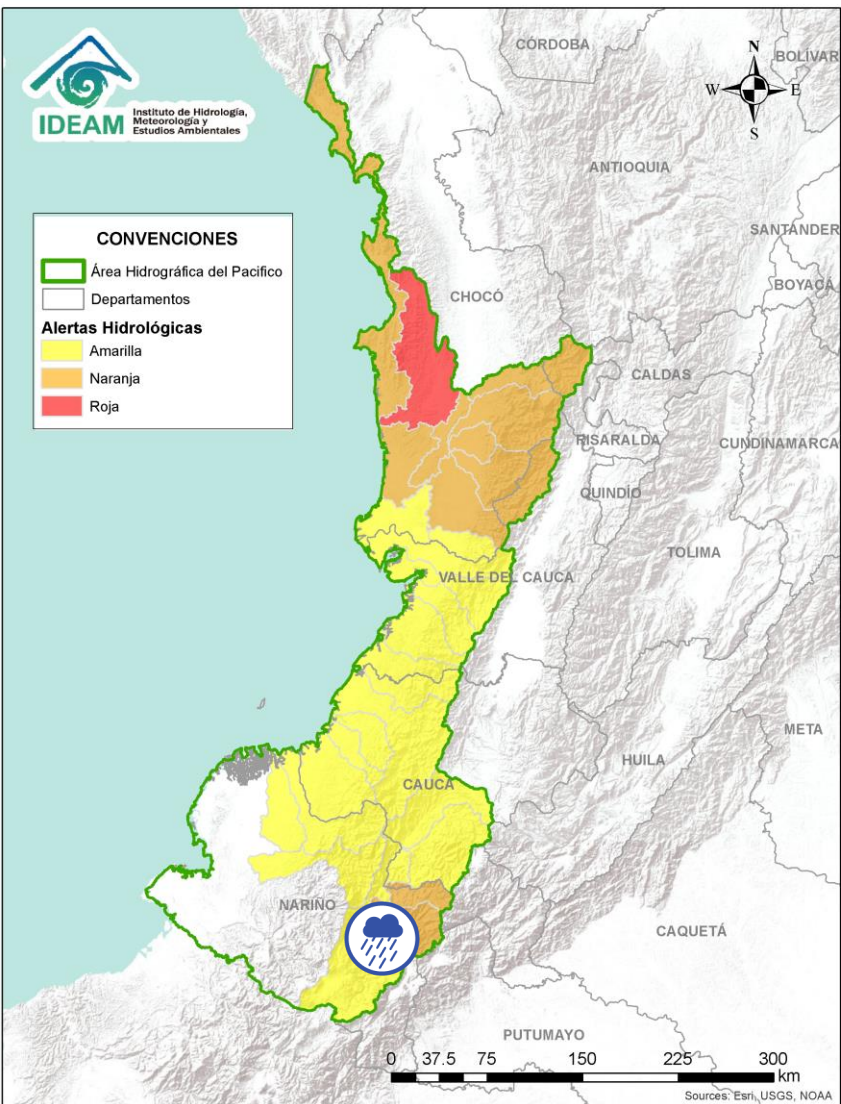 IDEAM
Instituto de Hidrología,
Meteorología y
Estudios Ambientales
CÓRDOBA
BOLÍVAR
N
W
E
S
ANTIOQUIA
SANTANDER
BOYACÁ
CONVENCIONES
Área Hidrográfica del Pacifico
Departamentos
Alertas Hidrológicas
Amarilla
Naranja
Roja
CHOCÓ
CALDAS
RISARALDA
CUNDINAMARCA
QUINDÍO
TOLIMA
VALLE DEL CAUCA
META
HUILA
CAUCA
NARIÑO
CAQUETÁ
PUTUMAYO
0 37.5 75 150 225 300
km
Sources: Esri, USGS, NOAA